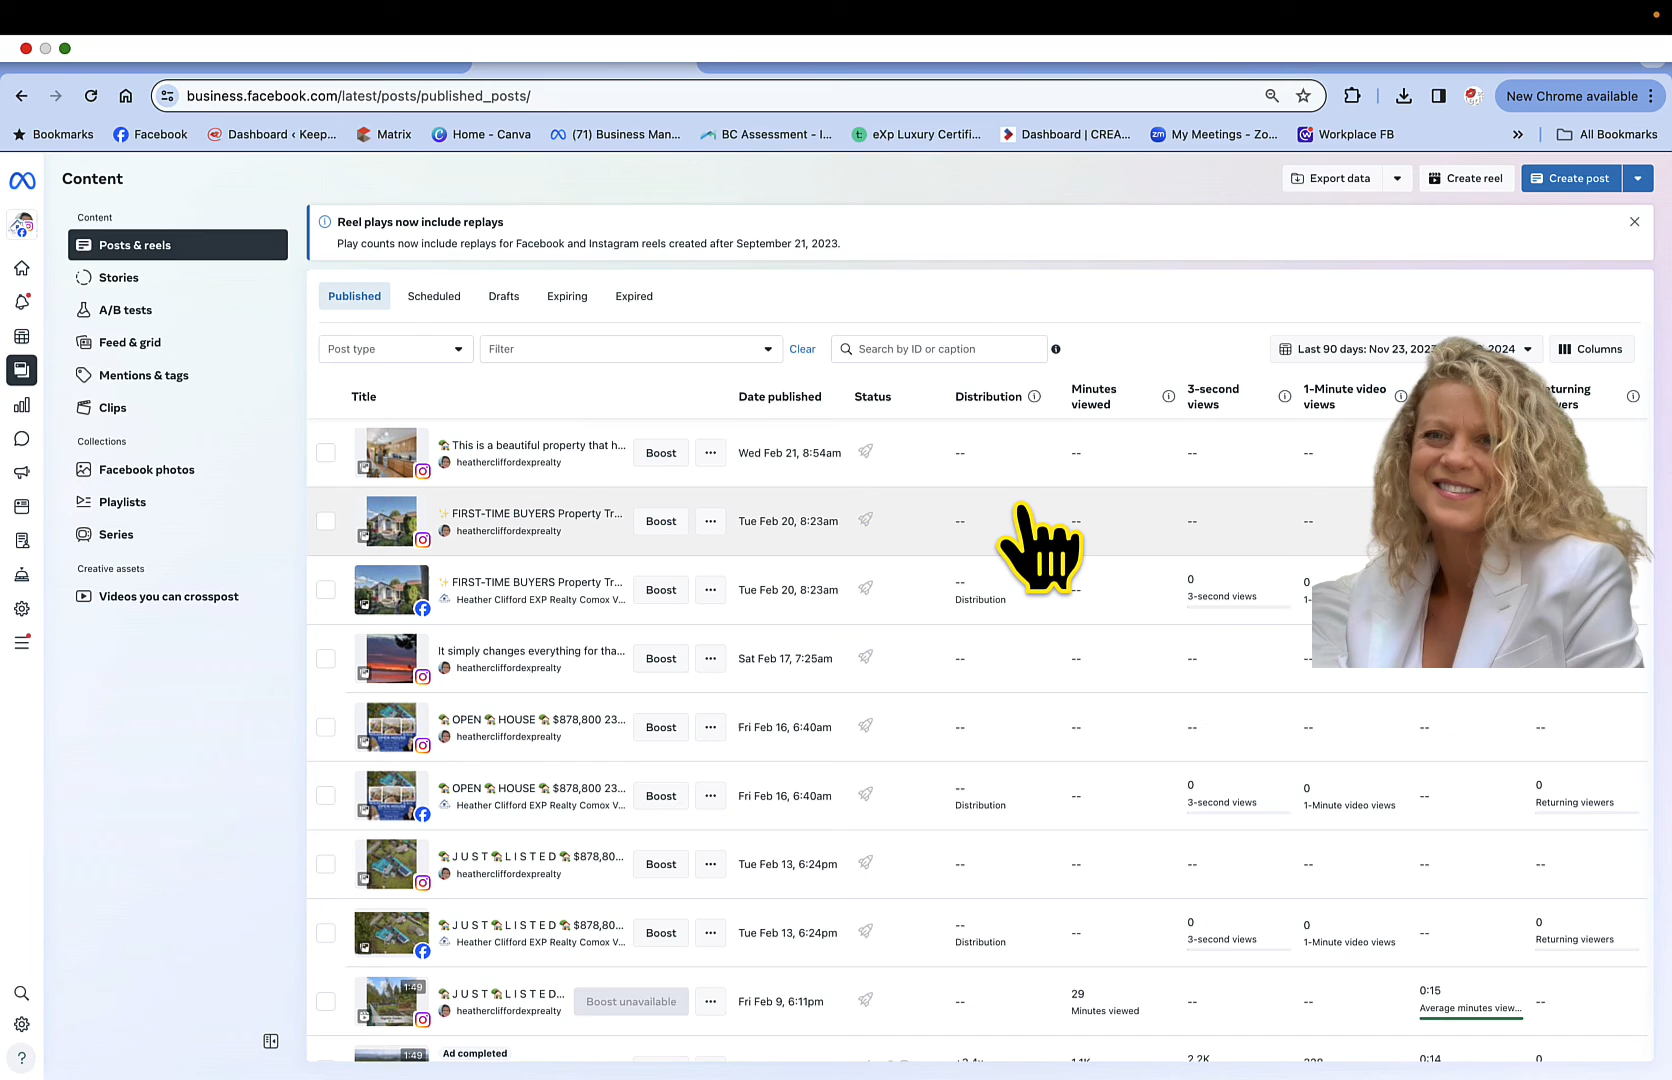 business.facebook.com/latest/posts/published_posts/
New Chrome available
Bookmarks
Facebook
Dashboard ‹ Keep...
Matrix
Home - Canva
(71) Business Man...
BC Assessment - I...
eXp Luxury Certifi...
Dashboard | CREA...
My Meetings - Zo...
Workplace FB
All Bookmarks
Content
Export data
Create reel
Create post
Content
Posts & reels
Stories
A/B tests
Feed & grid
Mentions & tags
Clips
Collections
Facebook photos
Playlists
Series
Creative assets
Videos you can crosspost
Reel plays now include replays
Play counts now include replays for Facebook and Instagram reels created after September 21, 2023.
Published
Scheduled
Drafts
Expiring
Expired
Post type
Filter
Clear
Search by ID or caption
Last 90 days: Nov 23, 2023 2024
Columns
Title
Date published
Status
Distribution
Minutes viewed
3-second views
1-Minute video views
🏡 This is a beautiful property that h...
heathercliffordexprealty
Boost
Wed Feb 21, 8:54am
-- -- -- --
✨ FIRST-TIME BUYERS Property Tr...
heathercliffordexprealty
Boost
Tue Feb 20, 8:23am
-- -- -- --
✨ FIRST-TIME BUYERS Property Tr...
Heather Clifford EXP Realty Comox V...
Boost
Tue Feb 20, 8:23am
--
Distribution
--
0
3-second views
0
1-
It simply changes everything for tha...
heathercliffordexprealty
Boost
Sat Feb 17, 7:25am
-- -- -- --
🏡 OPEN 🏡 HOUSE 🏡 $878,800 23...
heathercliffordexprealty
Boost
Fri Feb 16, 6:40am
-- -- -- -- -- --
🏡 OPEN 🏡 HOUSE 🏡 $878,800 23...
Heather Clifford EXP Realty Comox V...
Boost
Fri Feb 16, 6:40am
--
Distribution
--
0
3-second views
0
1-Minute video views
--
0
Returning viewers
🏡 J U S T 🏡 L I S T E D 🏡 $878,80...
heathercliffordexprealty
Boost
Tue Feb 13, 6:24pm
-- -- -- -- -- --
🏡 J U S T 🏡 L I S T E D 🏡 $878,80...
Heather Clifford EXP Realty Comox V...
Boost
Tue Feb 13, 6:24pm
--
Distribution
--
0
3-second views
0
1-Minute video views
--
0
Returning viewers
1:49
🏡 J U S T 🏡 L I S T E D...
heathercliffordexprealty
Boost unavailable
Fri Feb 9, 6:11pm
--
29
Minutes viewed
-- --
0:15
Average minutes view...
--
1:49
Ad completed
1.1K
2.2K
0:14
0